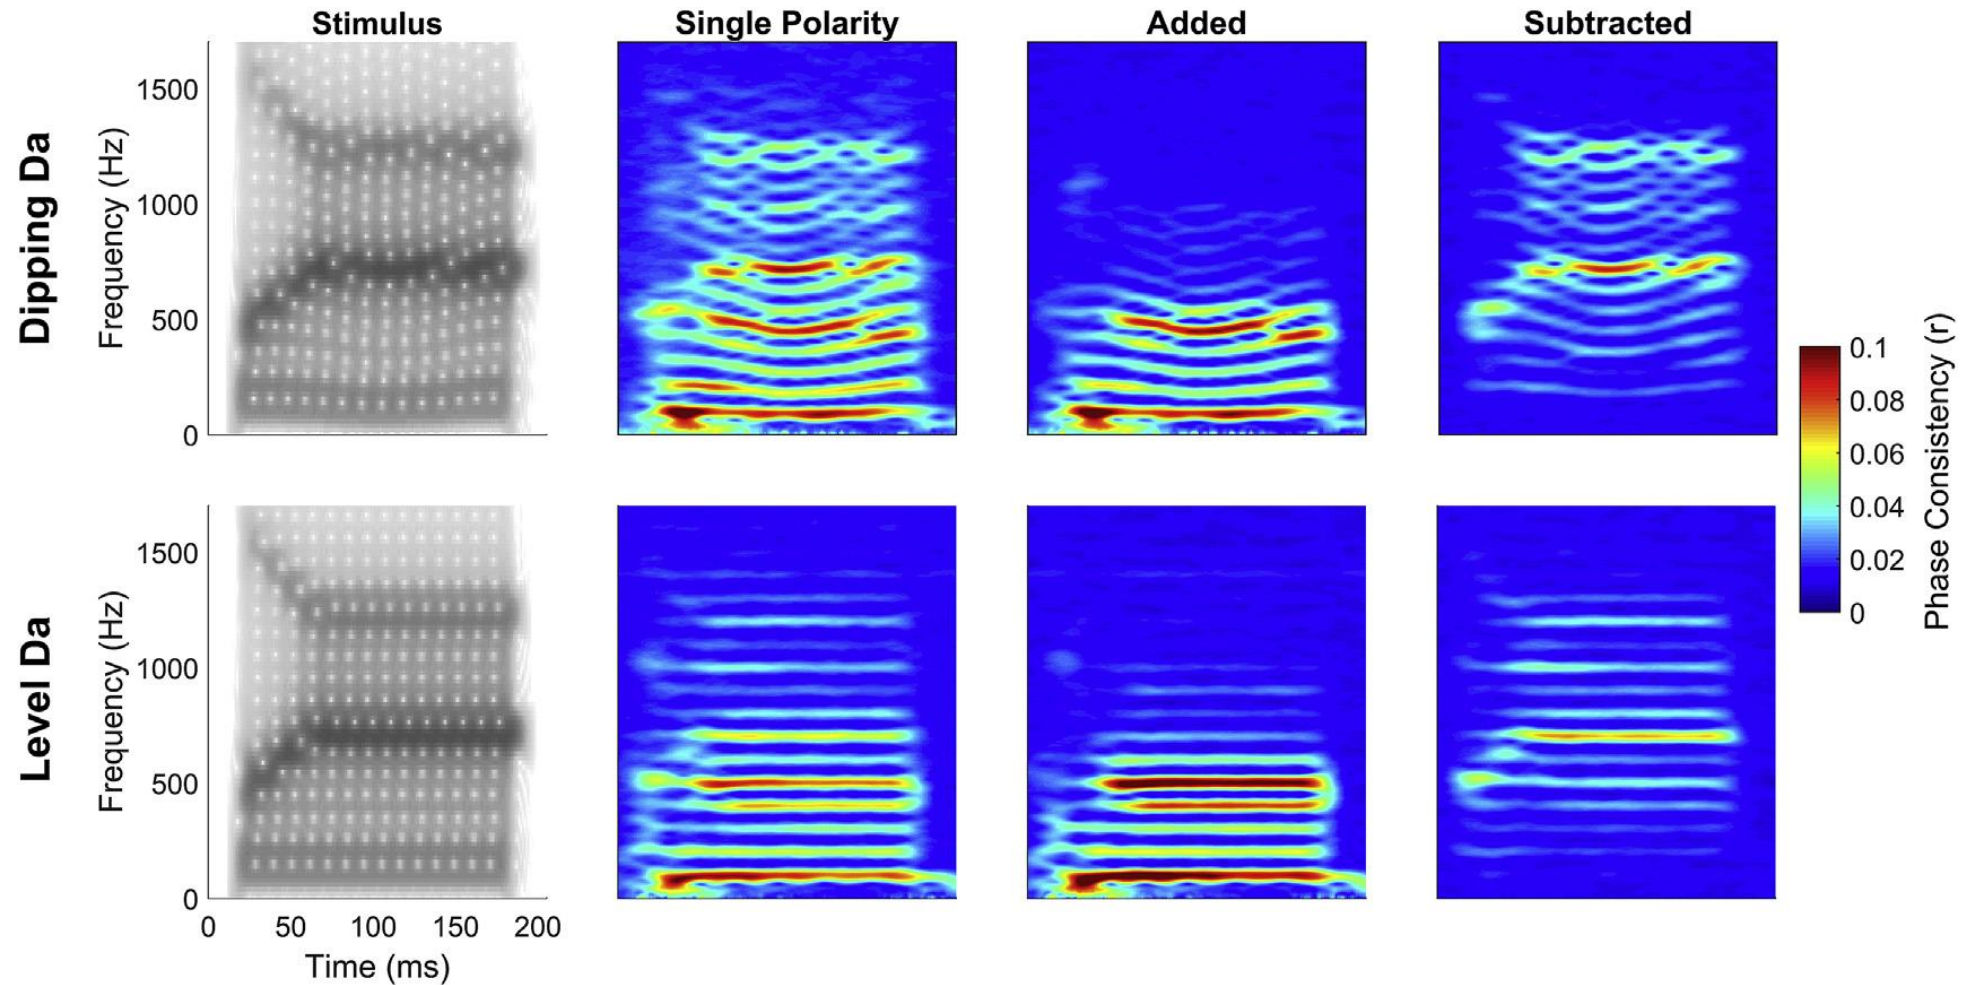 Stimulus
Single Polarity
Added
Subtracted
Dipping Da
Frequency (Hz)
1500
1000
500
0
Level Da
Frequency (Hz)
1500
1000
500
0
0 50 100 150 200
Time (ms)
0.1
0.08
0.06
0.04
0.02
0
Phase Consistency (r)